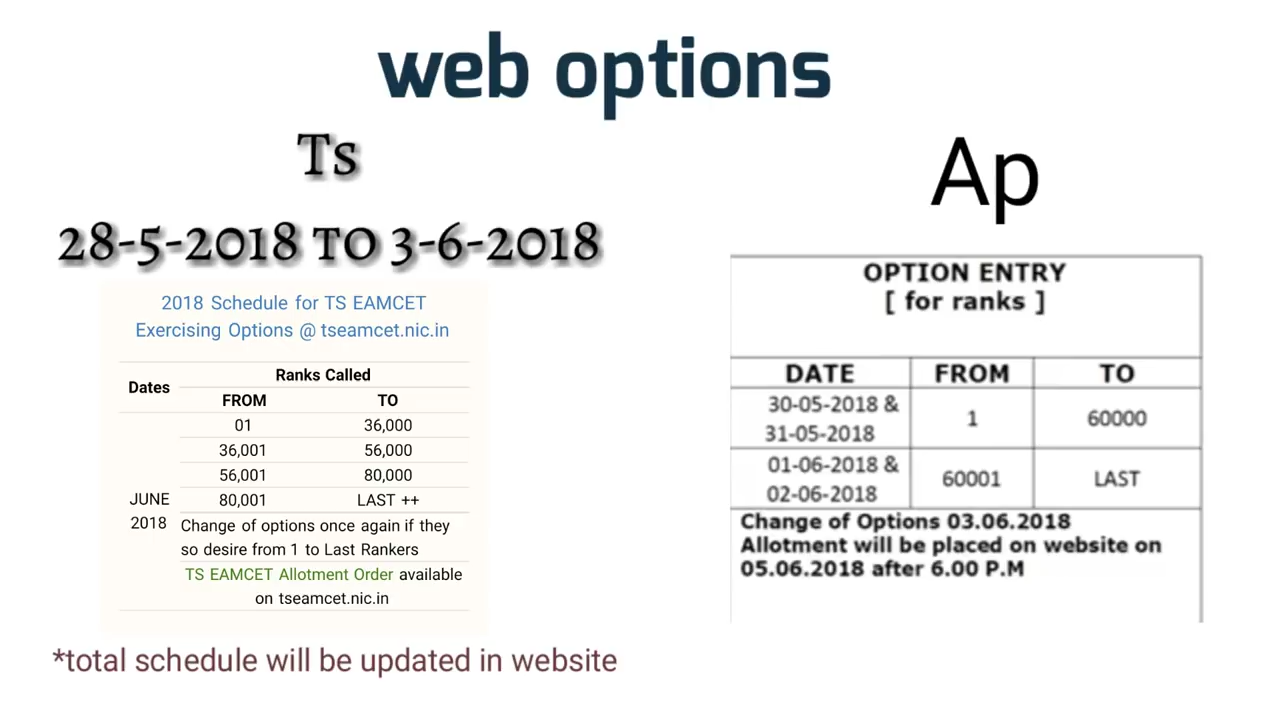 web options
Ts
28-5-2018 TO 3-6-2018
2018 Schedule for TS EAMCET
Exercising Options @ tseamcet.nic.in
Dates
Ranks Called
FROM TO
01 36,000
36,001 56,000
56,001 80,000
JUNE 2018
80,001 LAST ++
Change of options once again if they
so desire from 1 to Last Rankers
TS EAMCET Allotment Order available
on tseamcet.nic.in
*total schedule will be updated in website
Ap
OPTION ENTRY
[ for ranks ]
DATE FROM TO
30-05-2018 &
31-05-2018
1 60000
01-06-2018 &
02-06-2018
60001 LAST
Change of Options 03.06.2018
Allotment will be placed on website on
05.06.2018 after 6.00 P.M